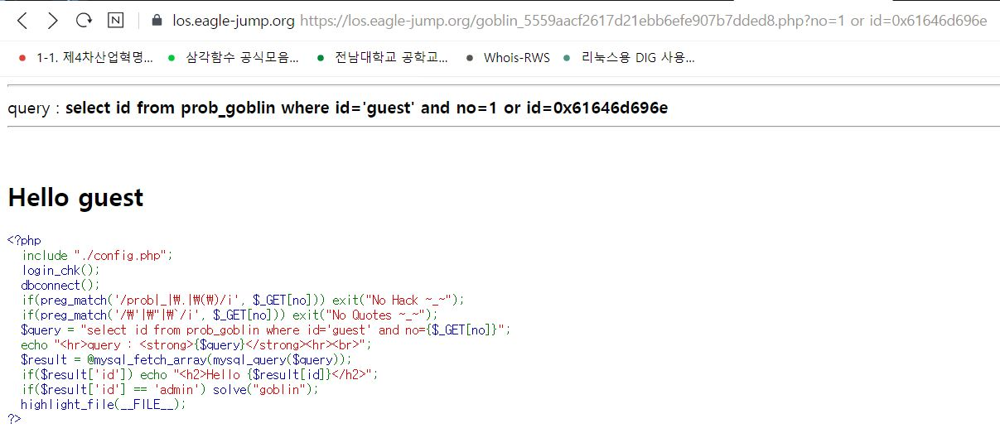 los.eagle-jump.org https://los.eagle-jump.org/goblin_5559aacf2617d21ebb6efe907b7dded8.php?no=1 or id=0x61646d696e
1-1. 제4차산업혁명... 삼각함수 공식모음... 전남대학교 공학교... Whois-RWS 리눅스용 DIG 사용...
query : select id from prob_goblin where id='guest' and no=1 or id=0x61646d696e
Hello guest
<?php
include "./config.php";
login_chk();
dbconnect();
if(preg_match('/prob|_|₩.|₩(₩)/i', $_GET[no])) exit("No Hack ~_~");
if(preg_match('/₩'|₩"|₩`/i', $_GET[no])) exit("No Quotes ~_~");
$query = "select id from prob_goblin where id='guest' and no={$_GET[no]}";
echo "<hr>query : <strong>{$query}</strong><hr><br>";
$result = @mysql_fetch_array(mysql_query($query));
if($result['id']) echo "<h2>Hello {$result[id]}</h2>";
if($result['id'] == 'admin') solve("goblin");
highlight_file(__FILE__);
?>